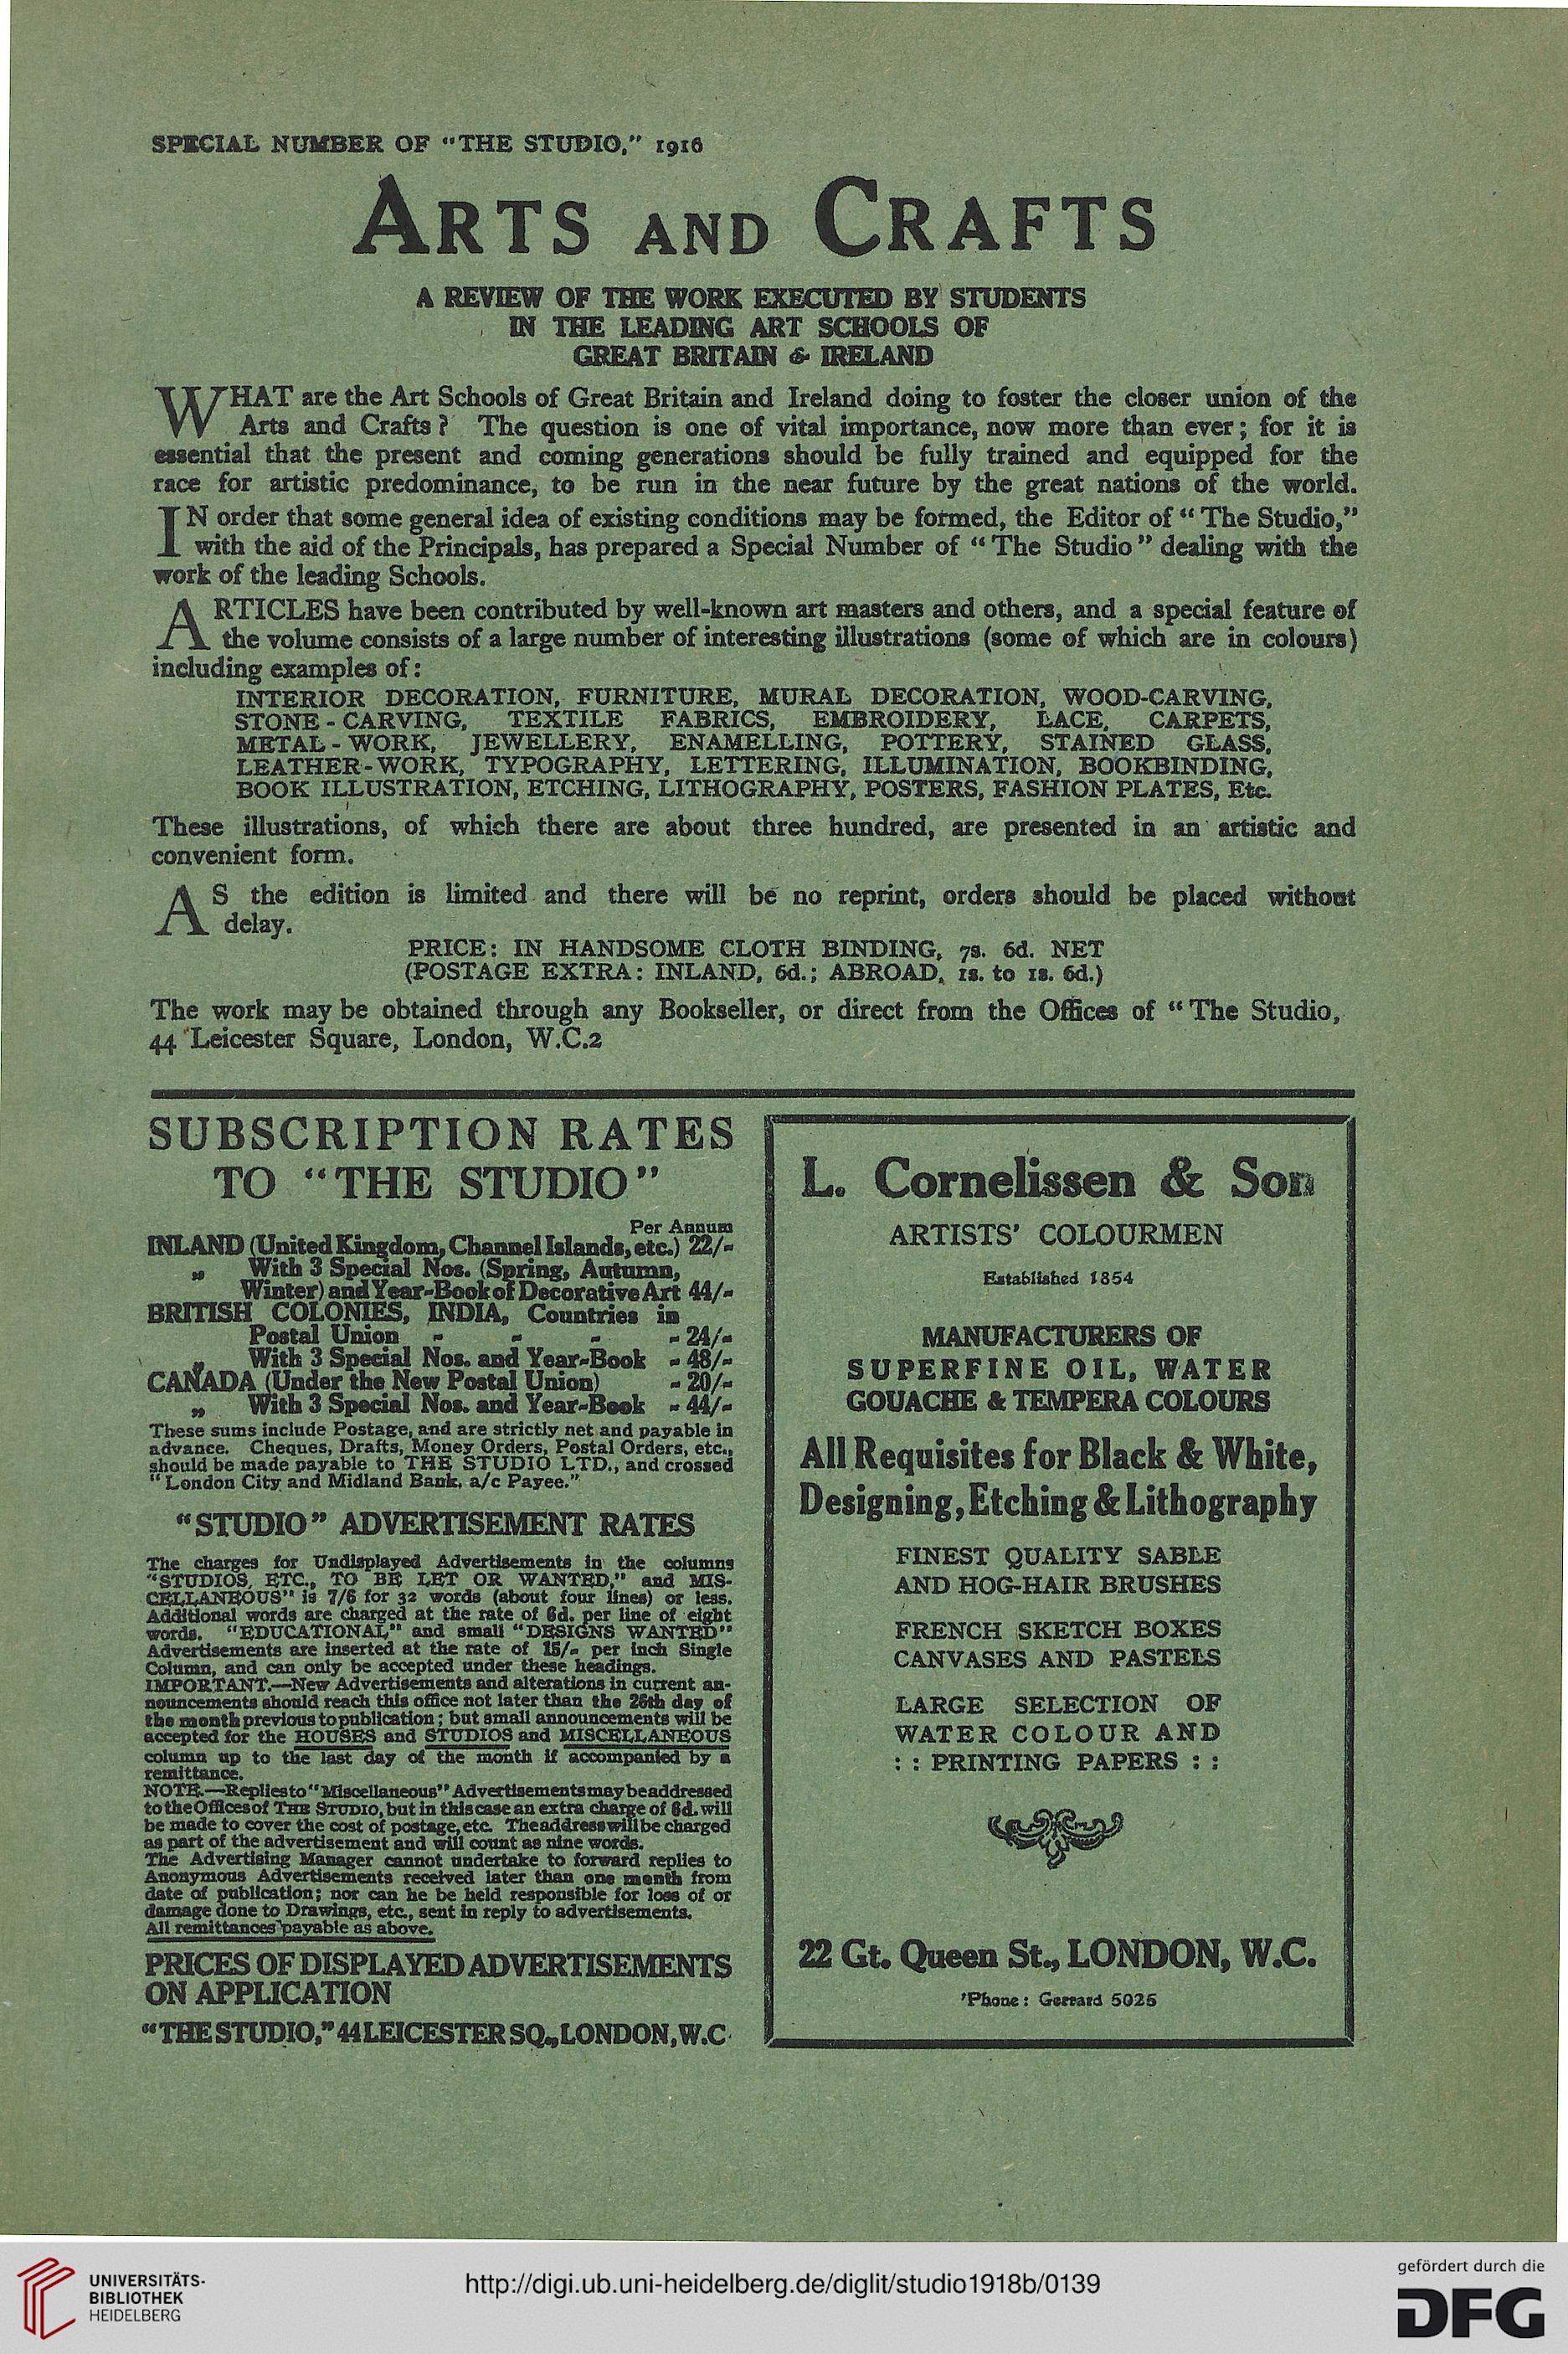 SPECIAL NUMBER OF "THE STUDIO," 1916
ARTS AND CRAFTS
A REVIEW OF THE WORK EXECUTED BY STUDENTS
IN THE LEADING ART SCHOOLS OF
GREAT BRITAIN & IRELAND
WHAT are the Art Schools of Great Britain and Ireland doing to foster the closer union of the
Arts and Crafts? The question is one of vital importance, now more than ever; for it is
essential that the present and coming generations should be fully trained and equipped for the
race for artistic predominance, to be run in the near future by the great nations of the world.
IN order that some general idea of existing conditions may be formed, the Editor of "The Studio,"
with the aid of the Principals, has prepared a Special Number of "The Studio" dealing with the
work of the leading Schools.
ARTICLES have been contributed by well-known art masters and others, and a special feature of
the volume consists of a large number of interesting illustrations (some of which are in colours)
including examples of:
INTERIOR DECORATION, FURNITURE, MURAL DECORATION, WOOD-CARVING,
STONE-CARVING, TEXTILE FABRICS, EMBROIDERY, LACE, CARPETS,
METAL-WORK, JEWELLERY, ENAMELLING, POTTERY, STAINED GLASS,
LEATHER-WORK, TYPOGRAPHY, LETTERING, ILLUMINATION, BOOKBINDING,
BOOK ILLUSTRATION, ETCHING, LITHOGRAPHY, POSTERS, FASHION PLATES, Etc.
These illustrations, of which there are about three hundred, are presented in an artistic and
convenient form.
AS the edition is limited and there will be no reprint, orders should be placed without
delay.
PRICE: IN HANDSOME CLOTH BINDING, 7s. 6d. NET
(POSTAGE EXTRA: INLAND, 6d.; ABROAD, 1s. to 1s. 6d.)
The work may be obtained through any Bookseller, or direct from the Offices of "The Studio,
44 Leicester Square, London, W.C.2
SUBSCRIPTION RATES
TO "THE STUDIO"
Per Annum
INLAND (United Kingdom, Channel Islands, etc.) 22/-
„ With 3 Special Nos. (Spring, Autumn,
Winter) and Year-Book of Decorative Art 44/-
BRITISH COLONIES, INDIA, Countries in
Postal Union - - - - 24/-
„ With 3 Special Nos. and Year-Book - 48/-
CANADA (Under the New Postal Union) - 20/-
„ With 3 Special Nos. and Year-Book - 44/-
These sums include Postage, and are strictly net and payable in
advance. Cheques, Drafts, Money Orders, Postal Orders, etc.,
should be made payable to THE STUDIO LTD., and crossed
"London City and Midland Bank, a/c Payee."
"STUDIO" ADVERTISEMENT RATES
The charges for Undisplayed Advertisements in the columns
"STUDIOS, ETC., TO BE LET OR WANTED," and MIS-
CELLANEOUS" is 7/6 for 32 words (about four lines) or less.
Additional words are charged at the rate of 6d. per line of eight
words. "EDUCATIONAL" and small "DESIGNS WANTED"
Advertisements are inserted at the rate of 15/- per inch Single
Column, and can only be accepted under these headings.
IMPORTANT.—New Advertisements and alterations in current an-
nouncements should reach this office not later than the 26th day of
the month previous to publication; but small announcements will be
accepted for the HOUSES and STUDIOS and MISCELLANEOUS
column up to the last day of the month if accompanied by a
remittance.
NOTE.—Replies to "Miscellaneous" Advertisements may be addressed
to the Offices of THE STUDIO, but in this case an extra charge of 6d. will
be made to cover the cost of postage, etc. The address will be charged
as part of the advertisement and will count as nine words.
The Advertising Manager cannot undertake to forward replies to
Anonymous Advertisements received later than one month from
date of publication; nor can he be held responsible for loss of or
damage done to Drawings, etc., sent in reply to advertisements.
All remittances payable as above.
PRICES OF DISPLAYED ADVERTISEMENTS
ON APPLICATION
"THE STUDIO," 44 LEICESTER SQ., LONDON, W.C.
L. Cornelissen & Son
ARTISTS' COLOURMEN
Established 1854
MANUFACTURERS OF
SUPERFINE OIL, WATER
GOUACHE & TEMPERA COLOURS
All Requisites for Black & White,
Designing, Etching & Lithography
FINEST QUALITY SABLE
AND HOG-HAIR BRUSHES
FRENCH SKETCH BOXES
CANVASES AND PASTELS
LARGE SELECTION OF
WATER COLOUR AND
: : PRINTING PAPERS : :
22 Gt. Queen St., LONDON, W.C.
'Phone: Gerrard 5025
UNIVERSITÄTS-
BIBLIOTHEK
HEIDELBERG
http://digi.ub.uni-heidelberg.de/diglit/studio1918b/0139
gefördert durch die
DFG